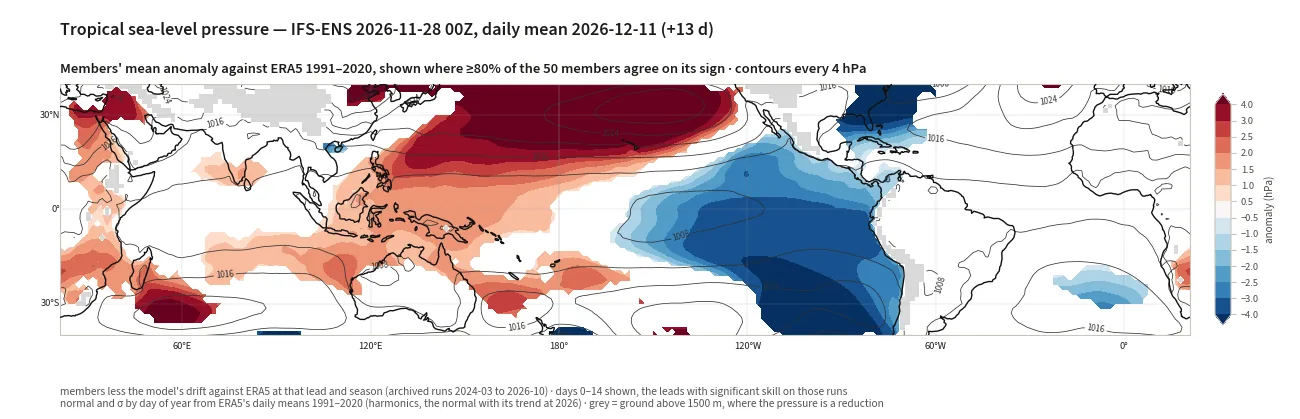 Tropical sea-level pressure — IFS-ENS 2026-11-28 00Z, daily mean 2026-12-11 (+13 d)
Members' mean anomaly against ERA5 1991–2020, shown where ≥80% of the 50 members agree on its sign · contours every 4 hPa
30°N
0°
30°S
60°E
120°E
180°
120°W
60°W
0°
1016
1024
1016
1024
1016
1008
1016
1008
1008
1016
1016
4.0
3.0
2.0
1.5
1.0
0.5
−0.5
−1.0
−1.5
−2.0
−3.0
−4.0
anomaly (hPa)
members less the model's drift against ERA5 at that lead and season (archived runs 2024-03 to 2026-10) · days 0–14 shown, the leads with significant skill on those runs
normal and σ by day of year from ERA5's daily means 1991–2020 (harmonics, the normal with its trend at 2026) · grey = ground above 1500 m, where the pressure is a reduction